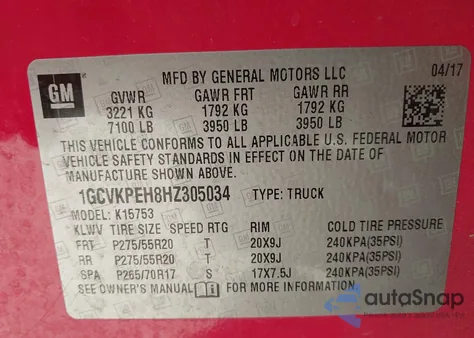 MFD BY GENERAL MOTORS LLC 04/17
GM
GVWR GAWR FRT GAWR RR
3221 KG 1792 KG 1792 KG
7100 LB 3950 LB 3950 LB
THIS VEHICLE CONFORMS TO ALL APPLICABLE U.S. FEDERAL MOTOR
VEHICLE SAFETY STANDARDS IN EFFECT ON THE DATE OF
MANUFACTURE SHOWN ABOVE.
1GCVKPEH8HZ305034 TYPE: TRUCK
MODEL: K15753
KLWV TIRE SIZE SPEED RTG RIM COLD TIRE PRESSURE
FRT P275/55R20 T 20X9J 240KPA(35PSI)
RR P275/55R20 T 20X9J 240KPA(35PSI)
SPA P265/70R17 S 17X7.5J 240KPA(35PSI)
SEE OWNER'S MANUAL FOR MORE INFORMATION.
autoSnap